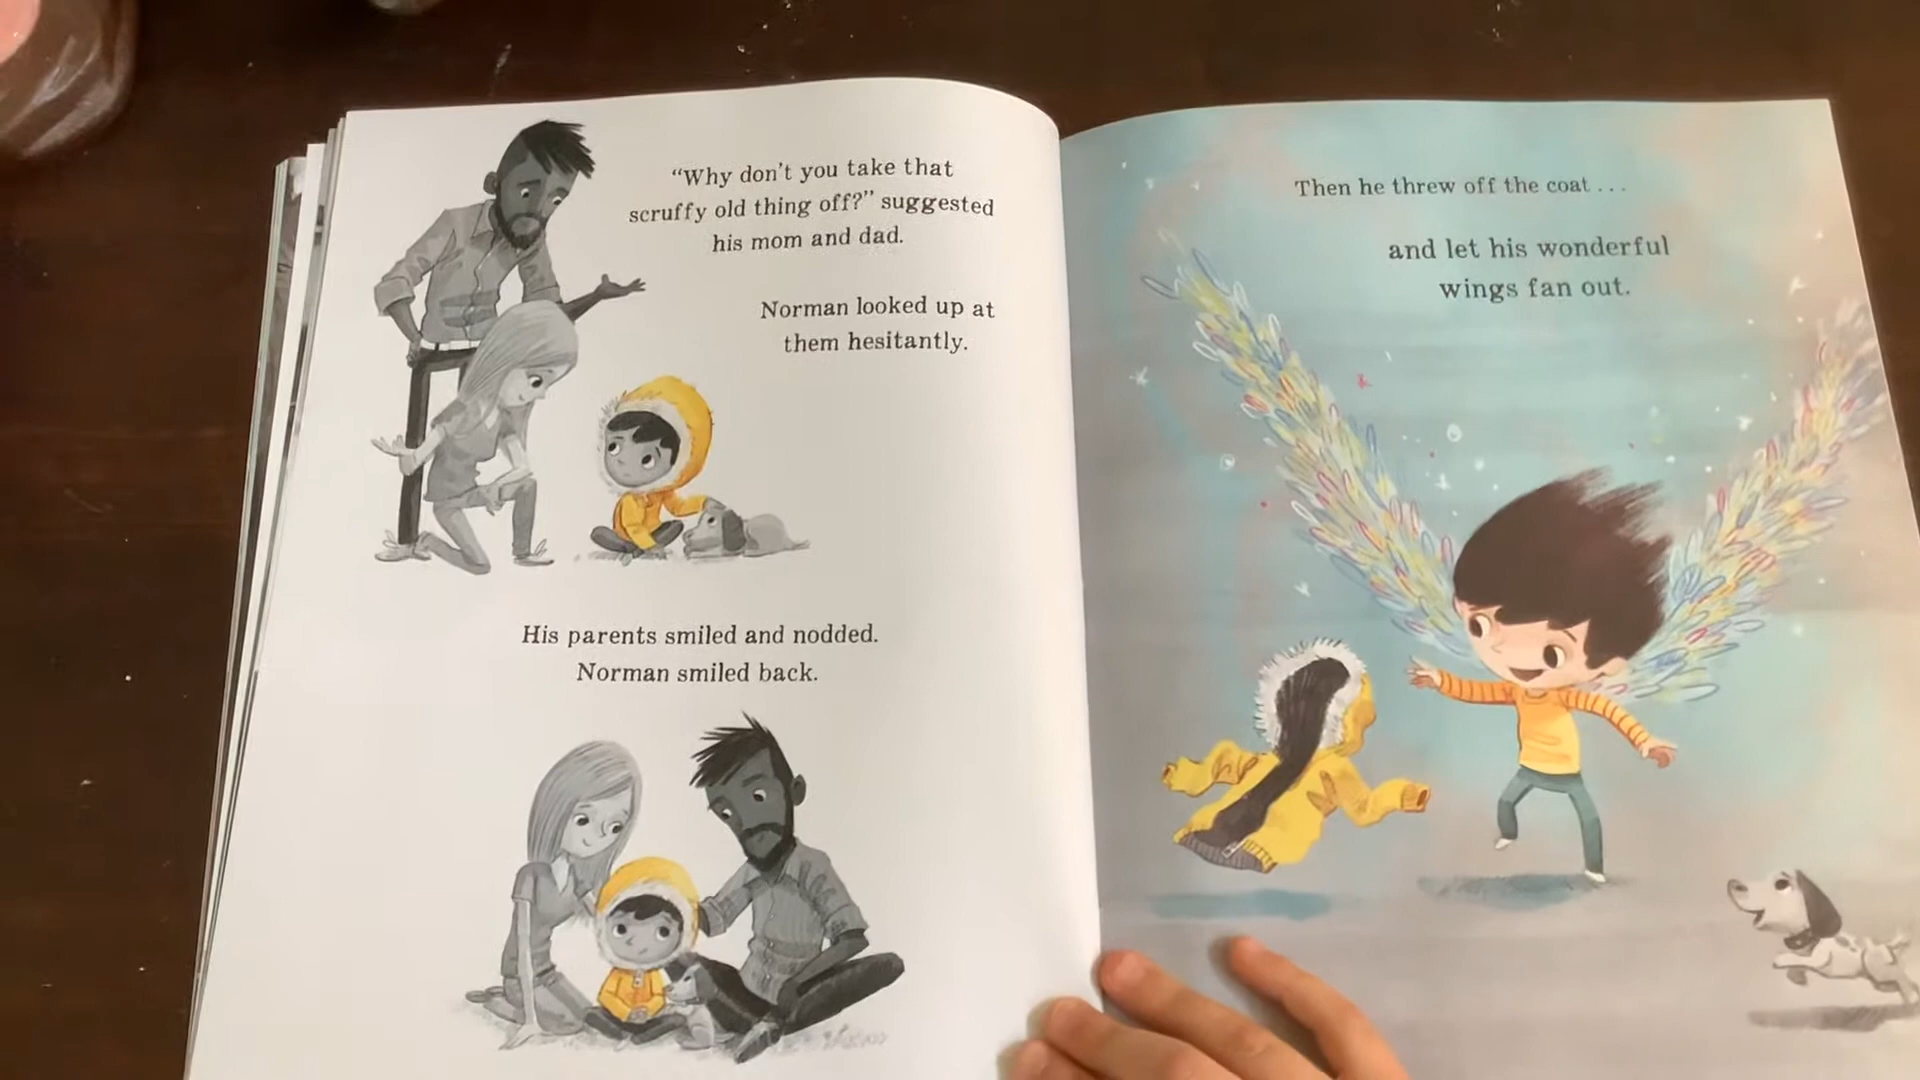 “Why don’t you take that
scruffy old thing off?” suggested
his mom and dad.
Norman looked up at
them hesitantly.
His parents smiled and nodded.
Norman smiled back.
Then he threw off the coat . . .
and let his wonderful
wings fan out.